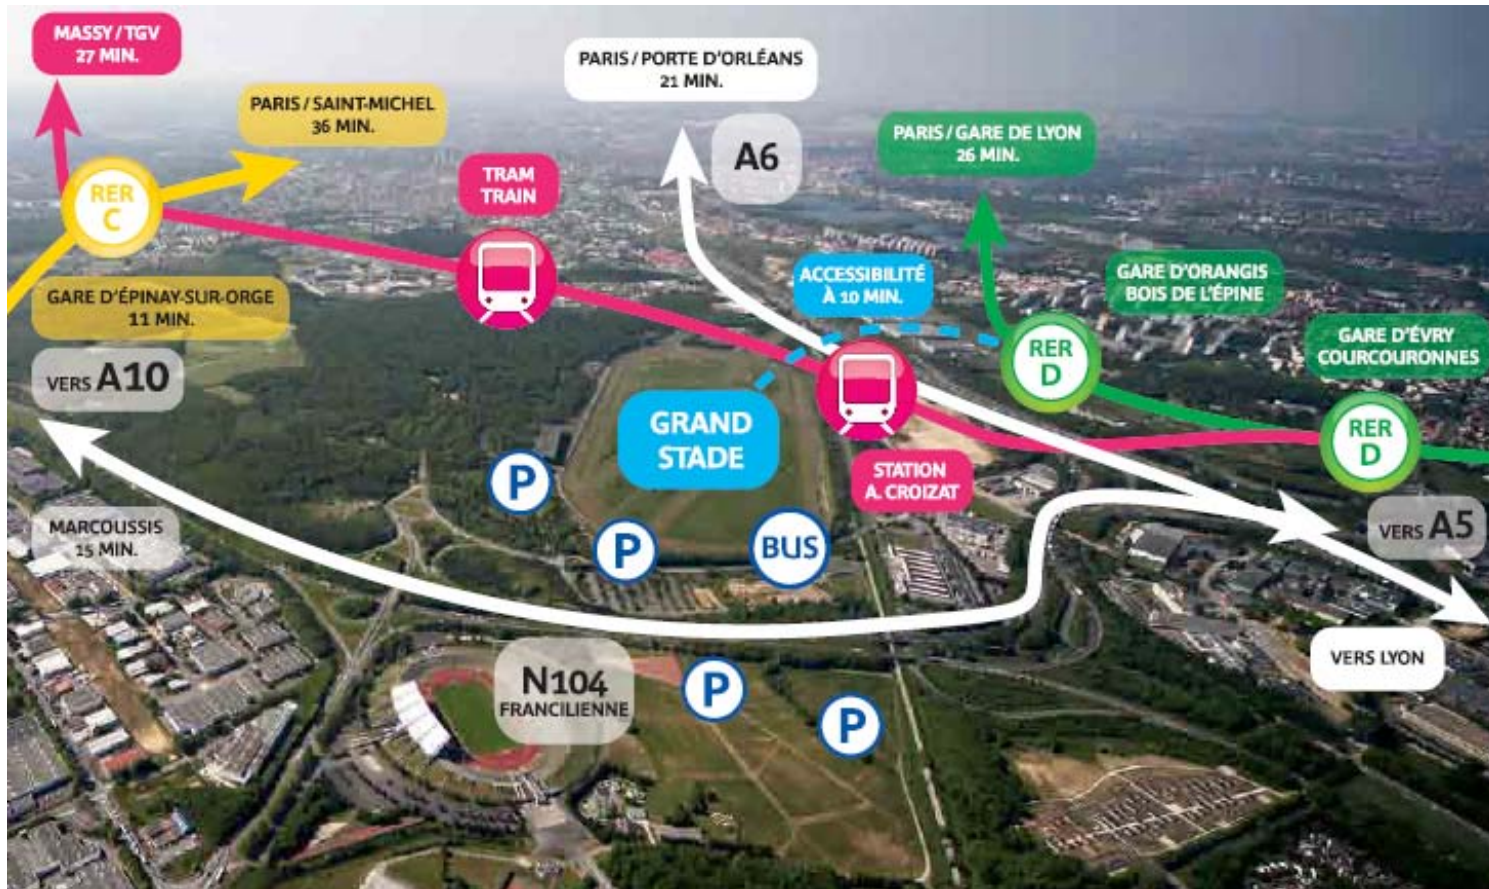 MASSY / TGV
27 MIN.
PARIS / SAINT-MICHEL
36 MIN.
PARIS / PORTE D'ORLÉANS
21 MIN.
A6
PARIS / GARE DE LYON
26 MIN.
RER
C
TRAM
TRAIN
GARE D'ÉPINAY-SUR-ORGE
11 MIN.
ACCESSIBILITÉ
À 10 MIN.
GARE D'ORANGIS
BOIS DE L'ÉPINE
RER
D
GARE D'ÉVRY
COURCOURONNES
VERS A10
GRAND
STADE
RER
D
STATION
A. CROIZAT
P
MARCOUSSIS
15 MIN.
P
BUS
VERS A5
VERS LYON
N104
FRANCILIENNE
P
P